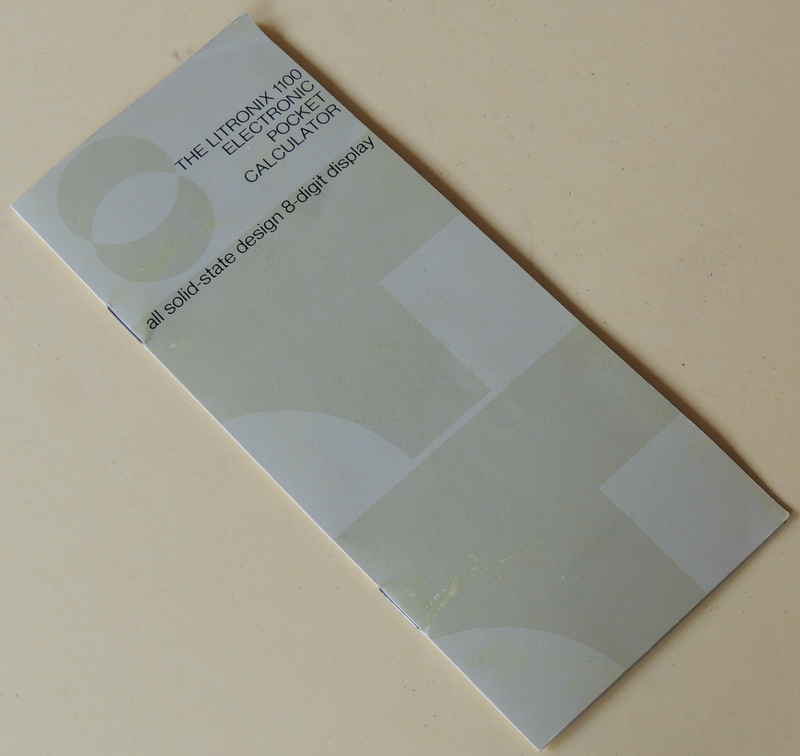 THE LITRONIX 1100
ELECTRONIC
POCKET
CALCULATOR
all solid-state design 8-digit display